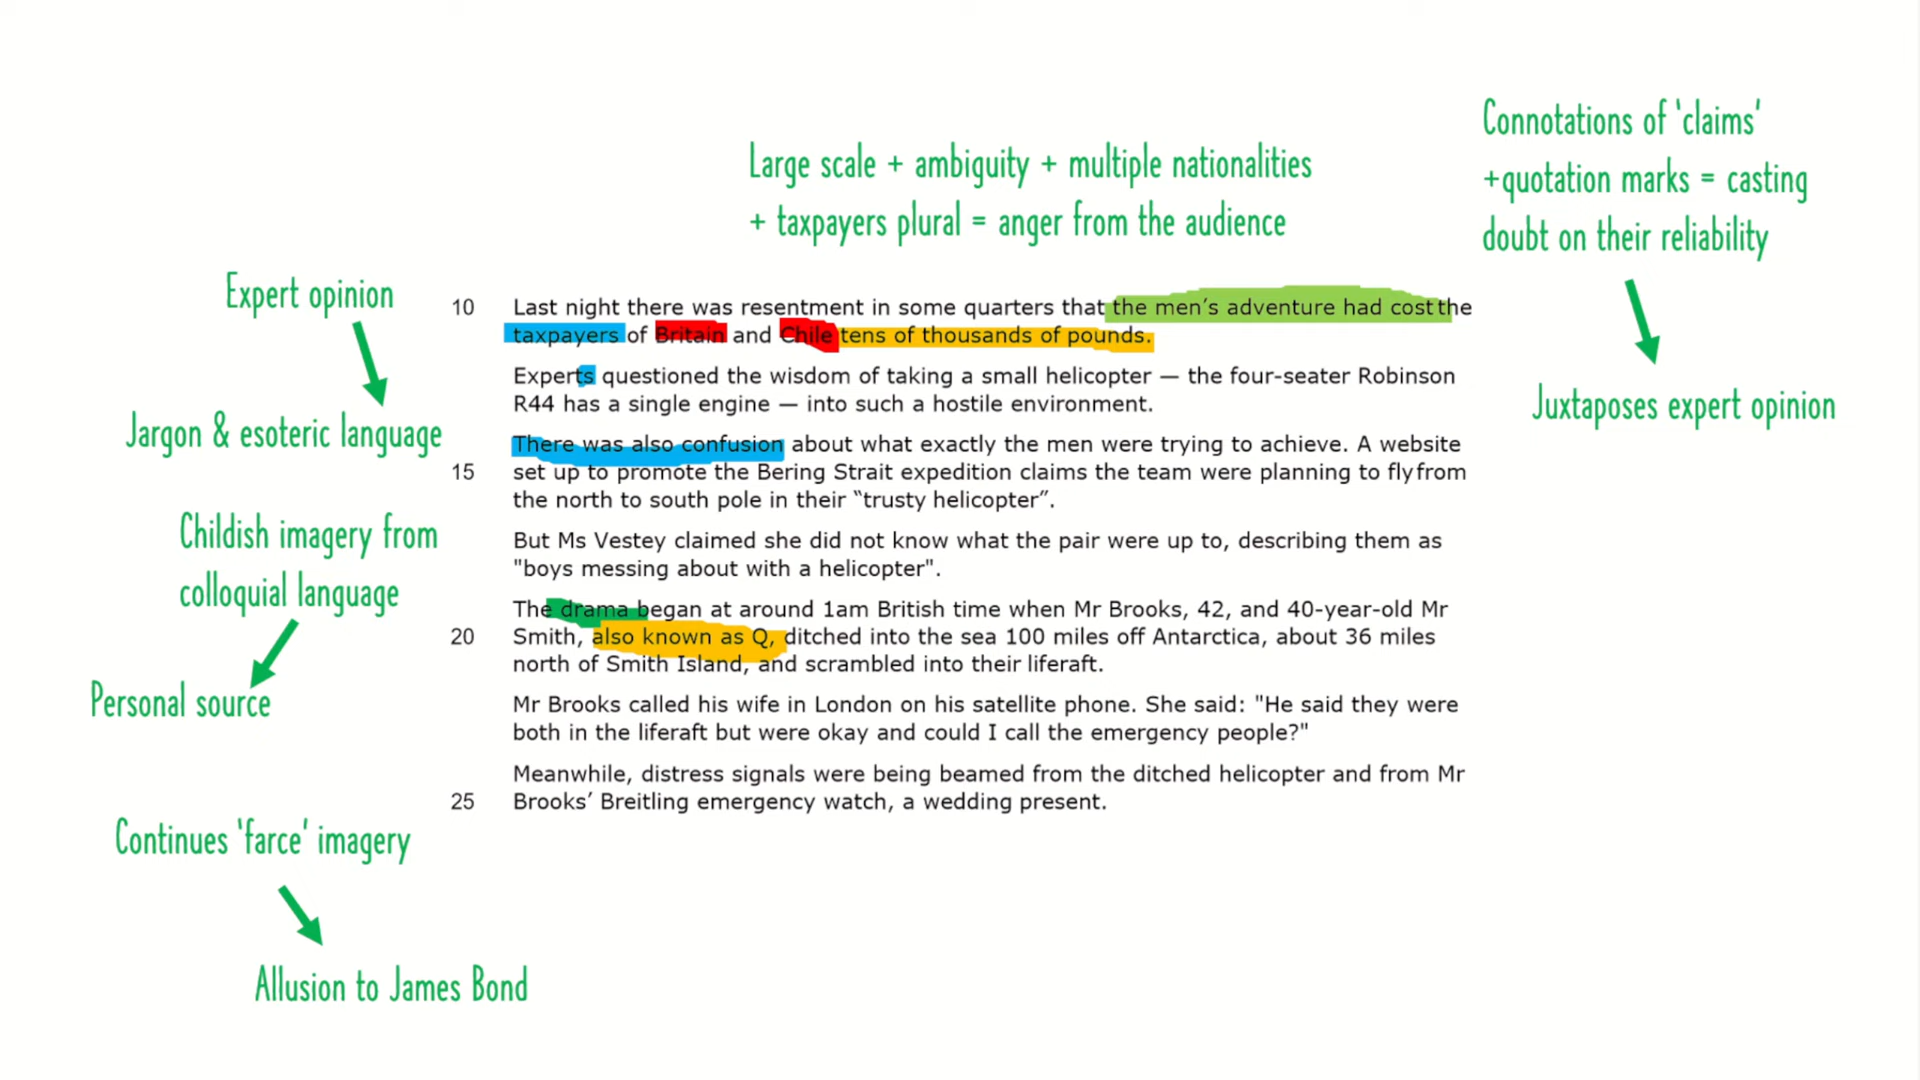 Connotations of 'claims'
+quotation marks = casting
doubt on their reliability
Juxtaposes expert opinion
Large scale + ambiguity + multiple nationalities
+ taxpayers plural = anger from the audience
Expert opinion
Jargon & esoteric language
Childish imagery from
colloquial language
Personal source
Continues 'farce' imagery
Allusion to James Bond
10 Last night there was resentment in some quarters that the men’s adventure had cost the
taxpayers of Britain and Chile tens of thousands of pounds.
Experts questioned the wisdom of taking a small helicopter — the four-seater Robinson
R44 has a single engine — into such a hostile environment.
There was also confusion about what exactly the men were trying to achieve. A website
15 set up to promote the Bering Strait expedition claims the team were planning to fly from
the north to south pole in their “trusty helicopter”.
But Ms Vestey claimed she did not know what the pair were up to, describing them as
"boys messing about with a helicopter".
The drama began at around 1am British time when Mr Brooks, 42, and 40-year-old Mr
20 Smith, also known as Q, ditched into the sea 100 miles off Antarctica, about 36 miles
north of Smith Island, and scrambled into their liferaft.
Mr Brooks called his wife in London on his satellite phone. She said: "He said they were
both in the liferaft but were okay and could I call the emergency people?"
Meanwhile, distress signals were being beamed from the ditched helicopter and from Mr
25 Brooks’ Breitling emergency watch, a wedding present.